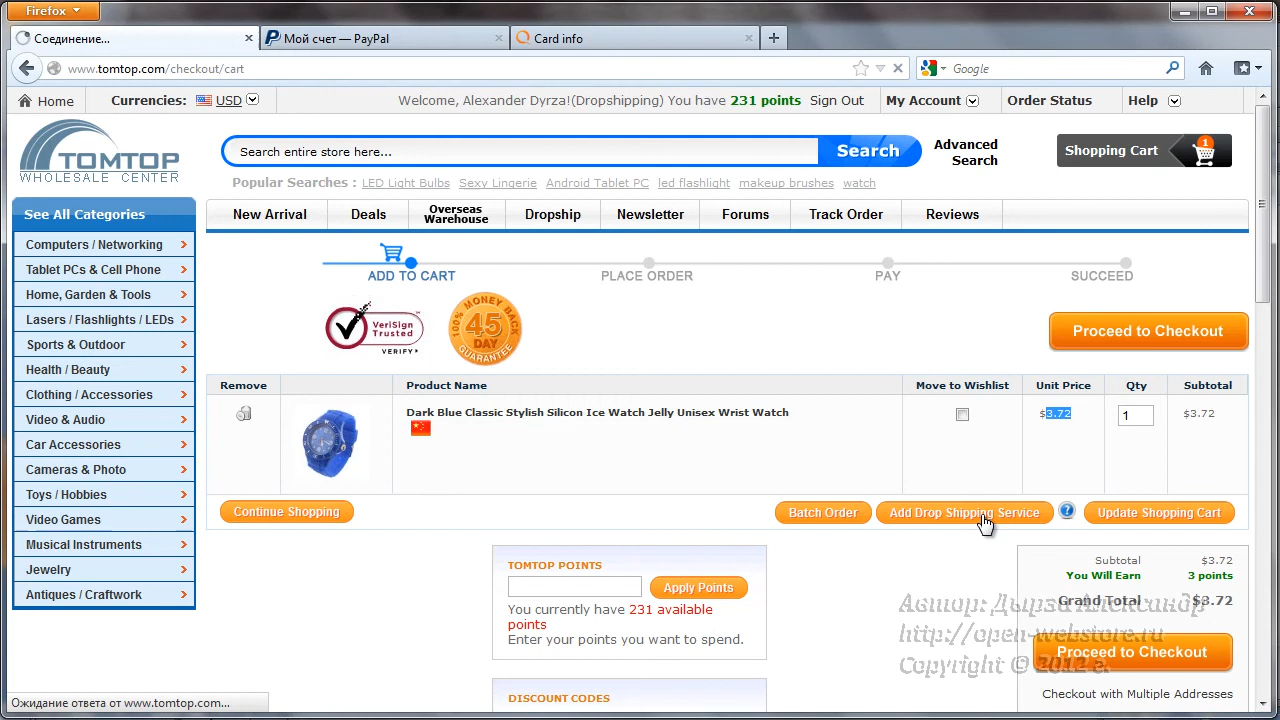 Firefox
Соединение...
Мой счет — PayPal
Card info
www.tomtop.com/checkout/cart
Google
Home
Currencies: USD
Welcome, Alexander Dyrza!(Dropshipping) You have 231 points Sign Out
My Account
Order Status
Help
TOMTOP
WHOLESALE CENTER
Search entire store here...
Search
Advanced Search
Shopping Cart
1
Popular Searches : LED Light Bulbs Sexy Lingerie Android Tablet PC led flashlight makeup brushes watch
See All Categories
New Arrival
Deals
Overseas Warehouse
Dropship
Newsletter
Forums
Track Order
Reviews
Computers / Networking
Tablet PCs & Cell Phone
Home, Garden & Tools
Lasers / Flashlights / LEDs
Sports & Outdoor
Health / Beauty
Clothing / Accessories
Video & Audio
Car Accessories
Cameras & Photo
Toys / Hobbies
Video Games
Musical Instruments
Jewelry
Antiques / Craftwork
ADD TO CART
PLACE ORDER
PAY
SUCCEED
VeriSign
Trusted
VERIFY
100% MONEY BACK
45
DAY
GUARANTEE
Proceed to Checkout
Remove
Product Name
Move to Wishlist
Unit Price
Qty
Subtotal
Dark Blue Classic Stylish Silicon Ice Watch Jelly Unisex Wrist Watch
$3.72
1
$3.72
Continue Shopping
Batch Order
Add Drop Shipping Service
?
Update Shopping Cart
TOMTOP POINTS
Apply Points
You currently have 231 available
points
Enter your points you want to spend.
DISCOUNT CODES
Subtotal $3.72
You Will Earn 3 points
Grand Total $3.72
Proceed to Checkout
Checkout with Multiple Addresses
Автор: Дырза Александр
http://open-webstore.ru
Copyright © 2012 г.
Ожидание ответа от www.tomtop.com...